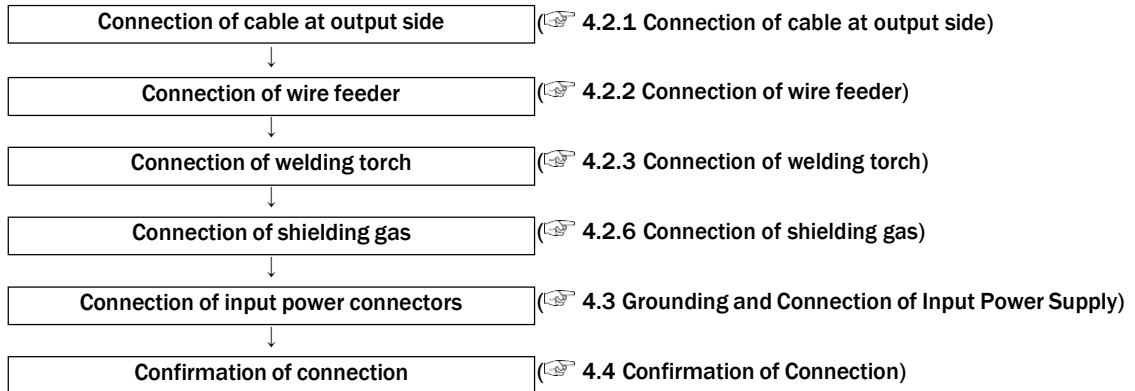 Connection of cable at output side (☞ 4.2.1 Connection of cable at output side)
↓
Connection of wire feeder (☞ 4.2.2 Connection of wire feeder)
↓
Connection of welding torch (☞ 4.2.3 Connection of welding torch)
↓
Connection of shielding gas (☞ 4.2.6 Connection of shielding gas)
↓
Connection of input power connectors (☞ 4.3 Grounding and Connection of Input Power Supply)
↓
Confirmation of connection (☞ 4.4 Confirmation of Connection)